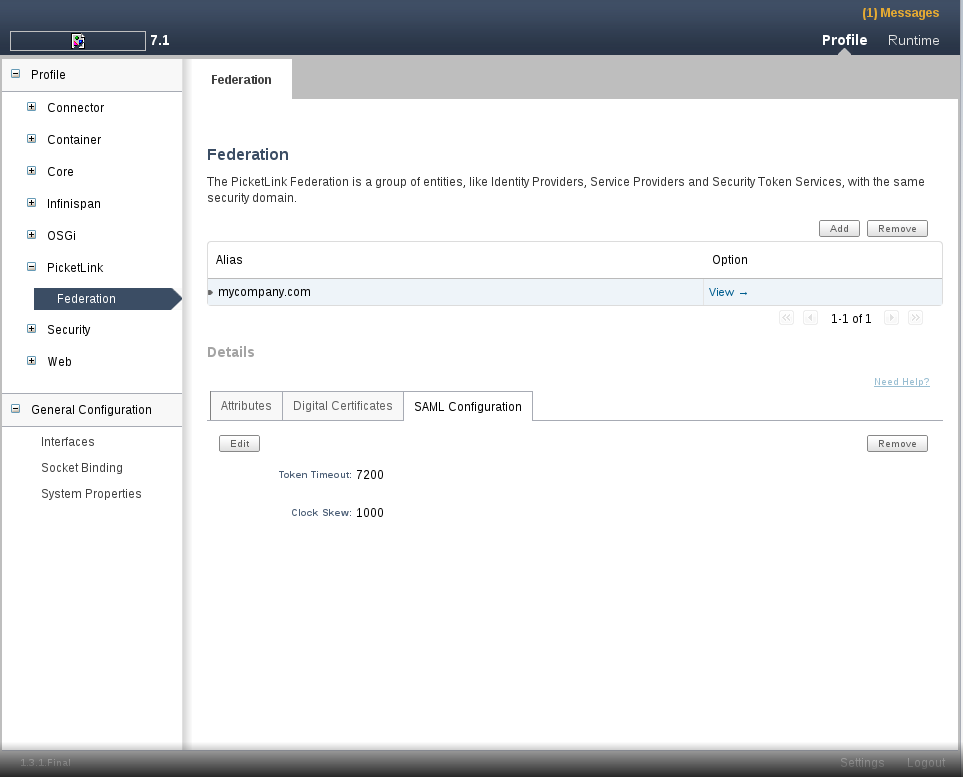 (1) Messages
7.1
Profile Runtime
Profile
Connector
Container
Core
Infinispan
OSGi
PicketLink
Federation
Security
Web
General Configuration
Interfaces
Socket Binding
System Properties
Federation
Federation
The PicketLink Federation is a group of entities, like Identity Providers, Service Providers and Security Token Services, with the same
security domain.
Add Remove
Alias Option
mycompany.com View →
1-1 of 1
Details
Need Help?
Attributes Digital Certificates SAML Configuration
Edit Remove
Token Timeout: 7200
Clock Skew: 1000
1.3.1.Final Settings Logout